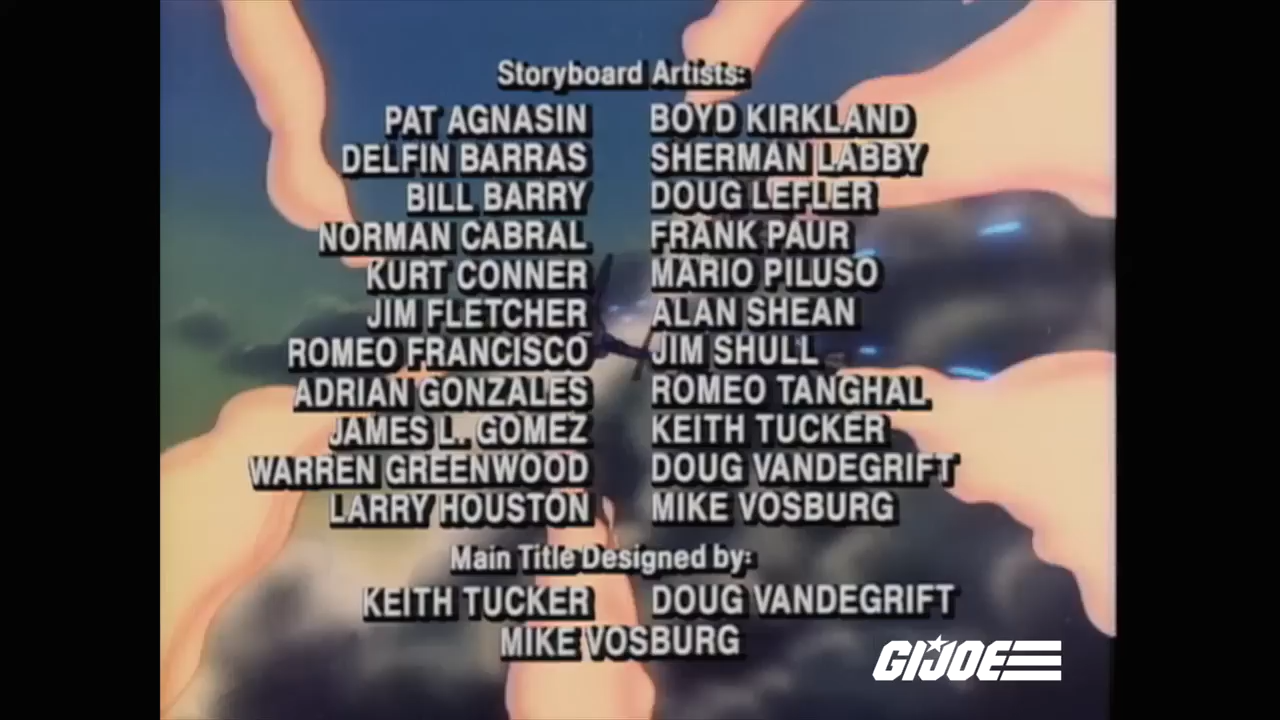 Storyboard Artists:
PAT AGNASIN BOYD KIRKLAND
DELFIN BARRAS SHERMAN LABBY
BILL BARRY DOUG LEFLER
NORMAN CABRAL FRANK PAUR
KURT CONNER MARIO PILUSO
JIM FLETCHER ALAN SHEAN
ROMEO FRANCISCO JIM SHULL
ADRIAN GONZALES ROMEO TANGHAL
JAMES L. GOMEZ KEITH TUCKER
WARREN GREENWOOD DOUG VANDEGRIFT
LARRY HOUSTON MIKE VOSBURG
Main Title Designed by:
KEITH TUCKER DOUG VANDEGRIFT
MIKE VOSBURG
GIJOE